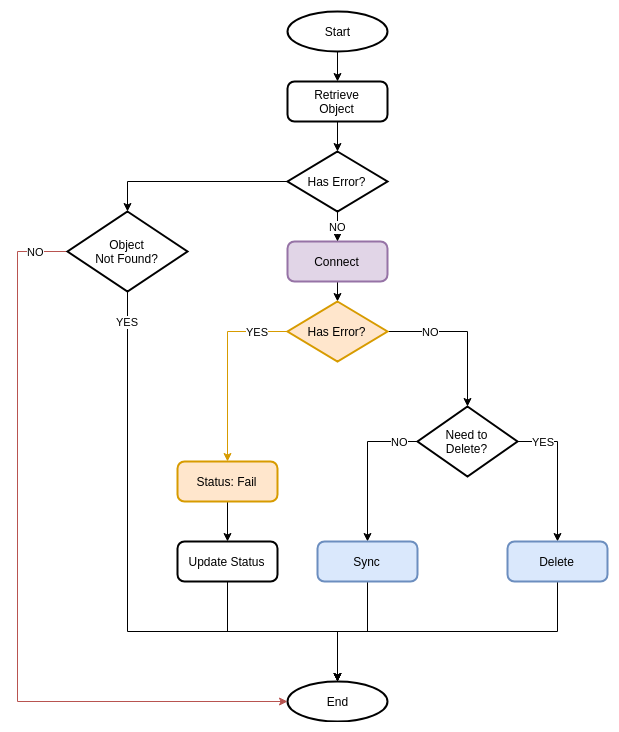 Start
Retrieve
Object
Has Error?
NO
Object
Not Found?
NO
Connect
YES
Has Error?
YES
NO
Need to
Delete?
NO
YES
Status: Fail
Update Status
Sync
Delete
End